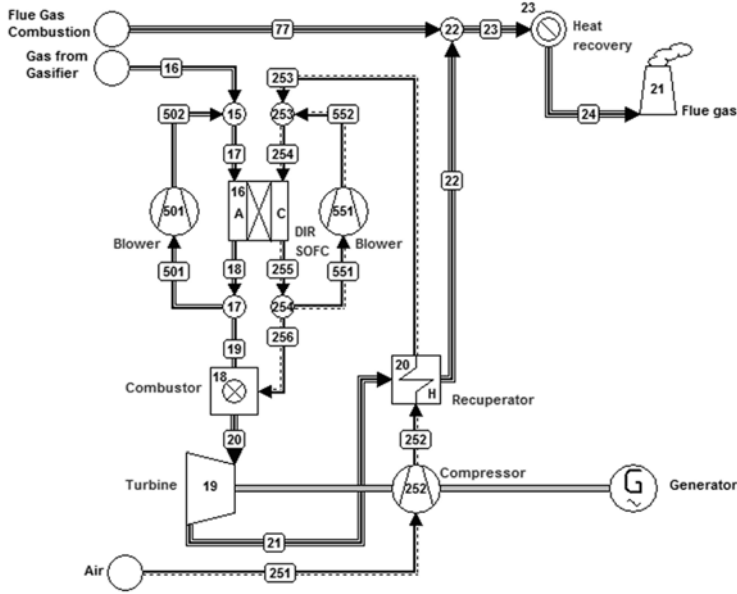 Flue Gas
Combustion
77
22
23
23
Heat
recovery
Gas from
Gasifier
16
253
502
15
253
552
21
Flue gas
24
17
254
22
16
A
C
501
551
DIR
SOFC
Blower
Blower
501
18
255
551
17
254
256
19
20
H
18
Combustor
Recuperator
20
252
Compressor
Turbine
19
252
G
~
Generator
21
Air
251